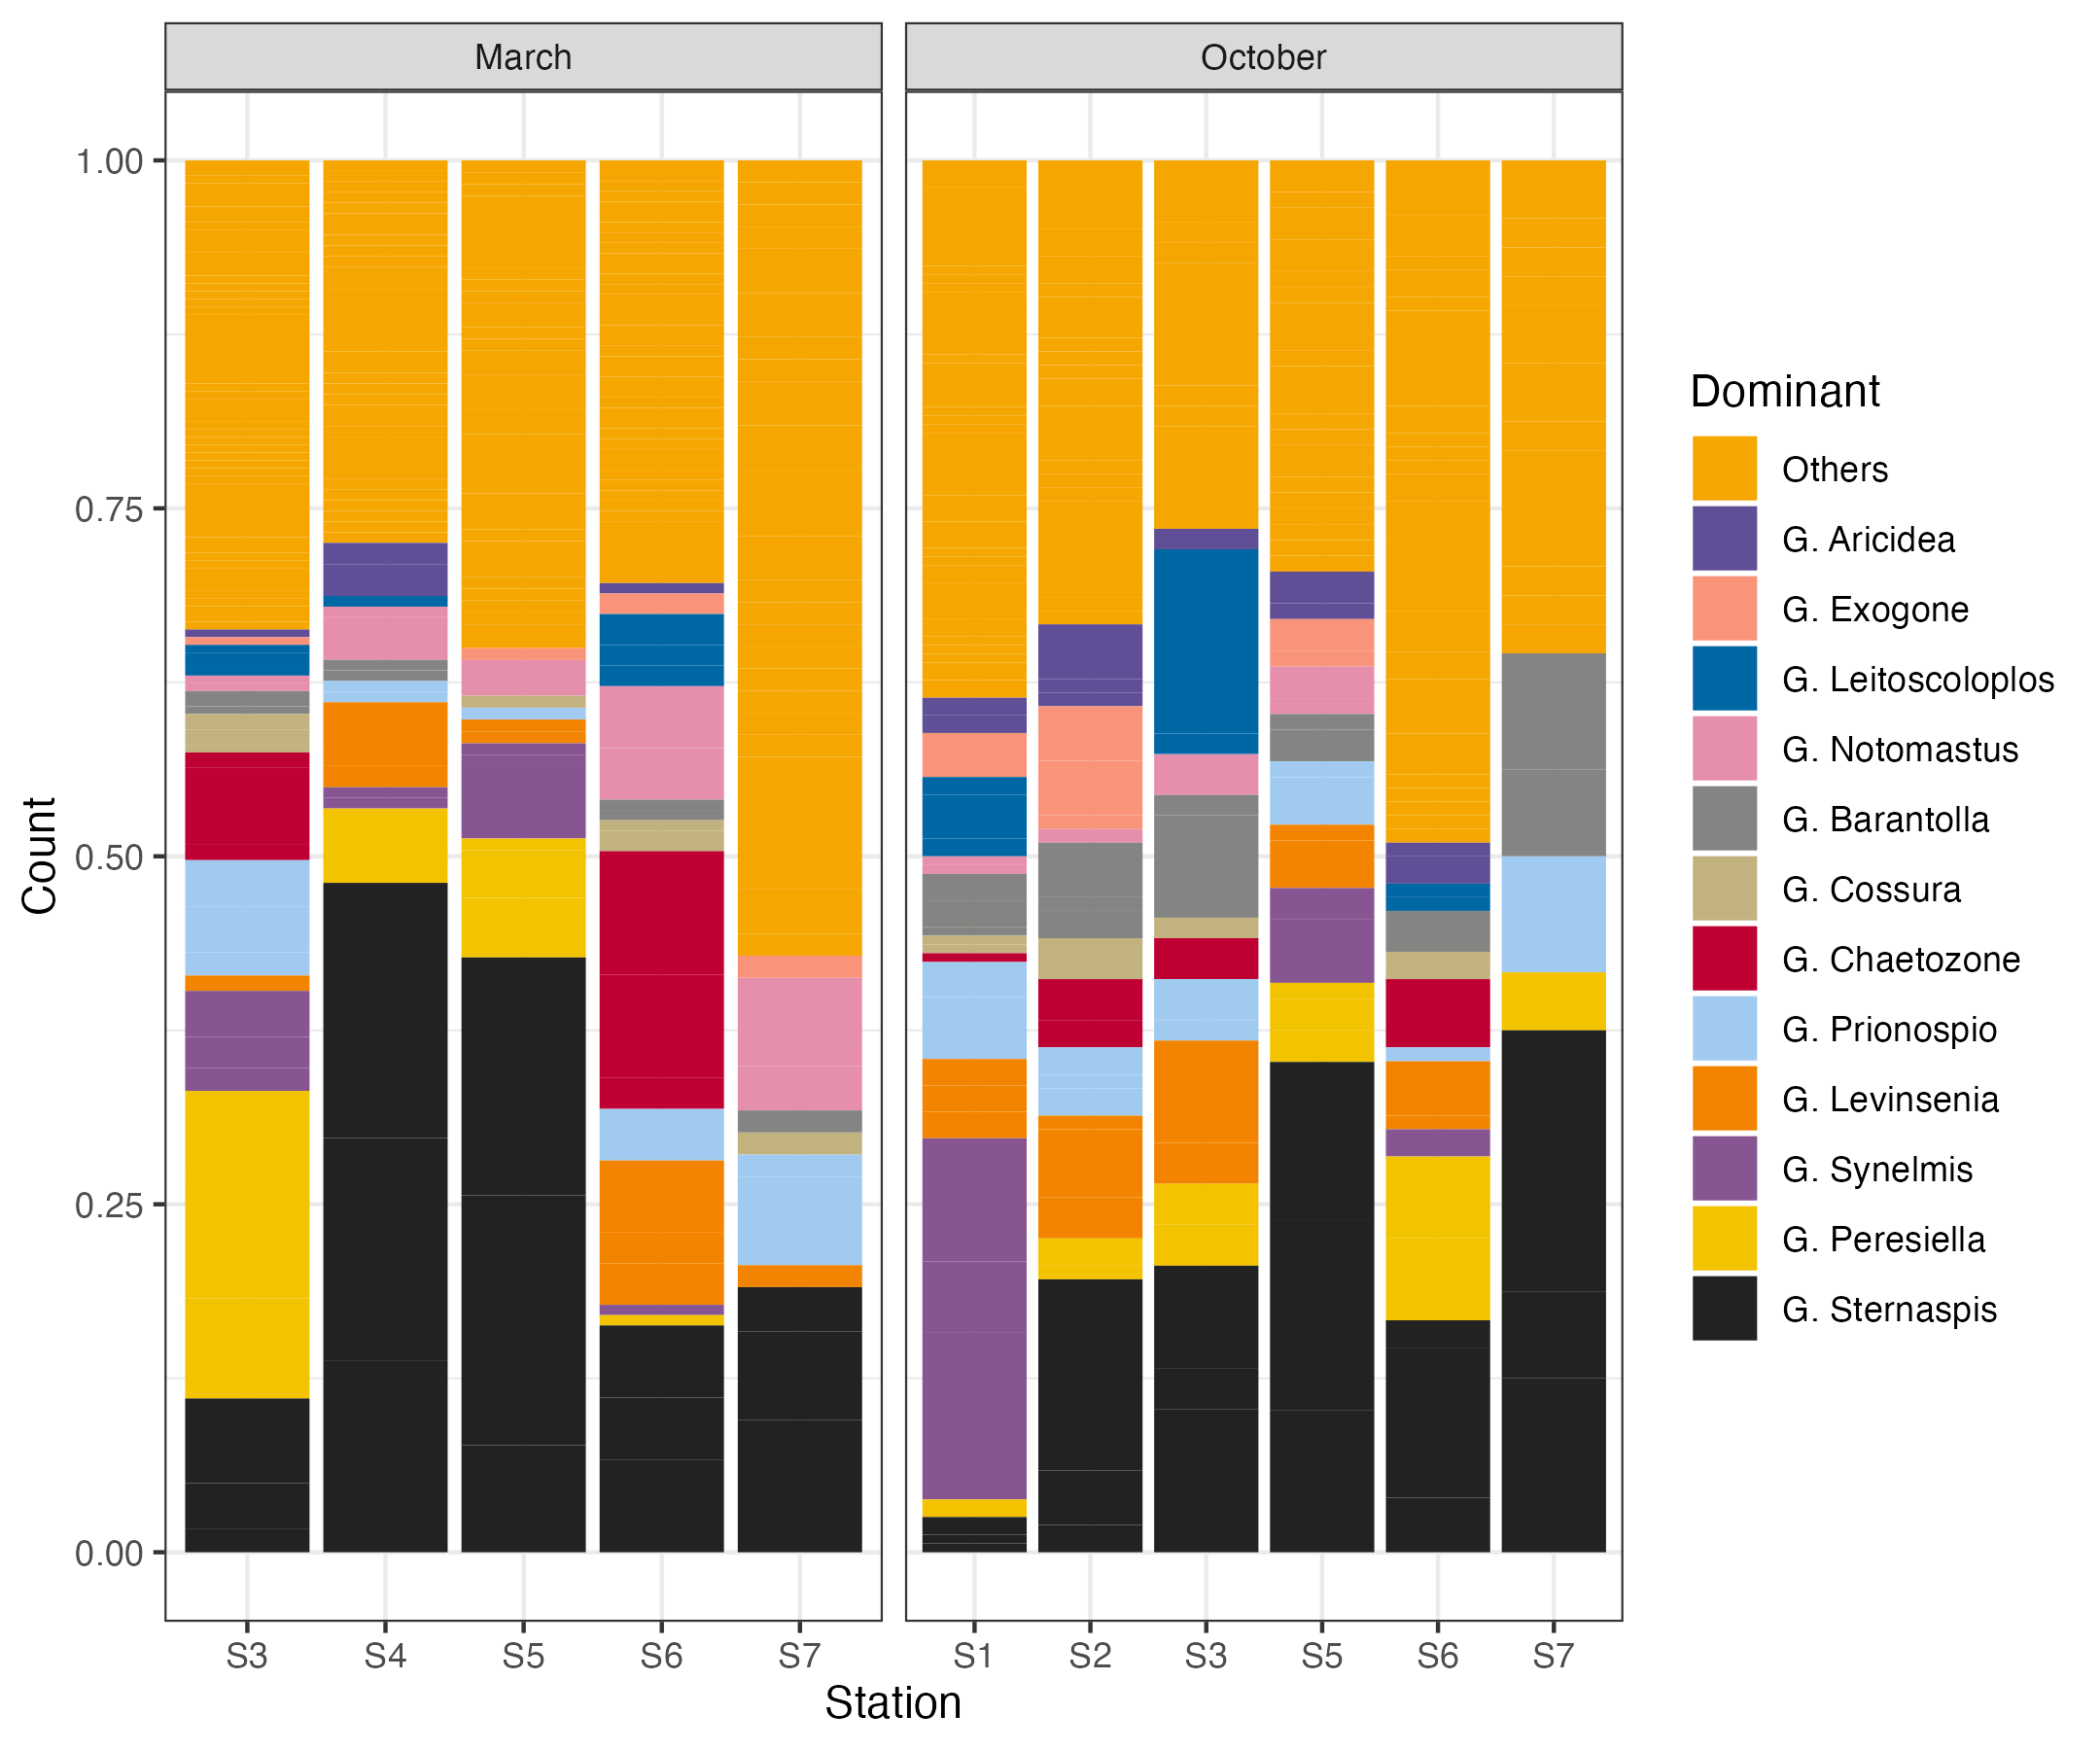 March
October
1.00
0.75
0.50
0.25
0.00
Count
S3
S4
S5
S6
S7
S1
S2
S3
S5
S6
S7
Station
Dominant
Others
G. Aricidea
G. Exogone
G. Leitoscoloplos
G. Notomastus
G. Barantolla
G. Cossura
G. Chaetozone
G. Prionospio
G. Levinsenia
G. Synelmis
G. Peresiella
G. Sternaspis